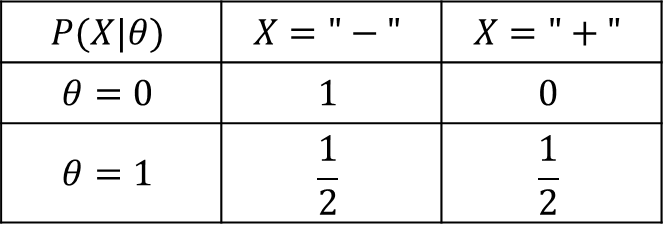 P(X|θ) X = " − " X = " + "
θ = 0 1 0
θ = 1 1/2 1/2